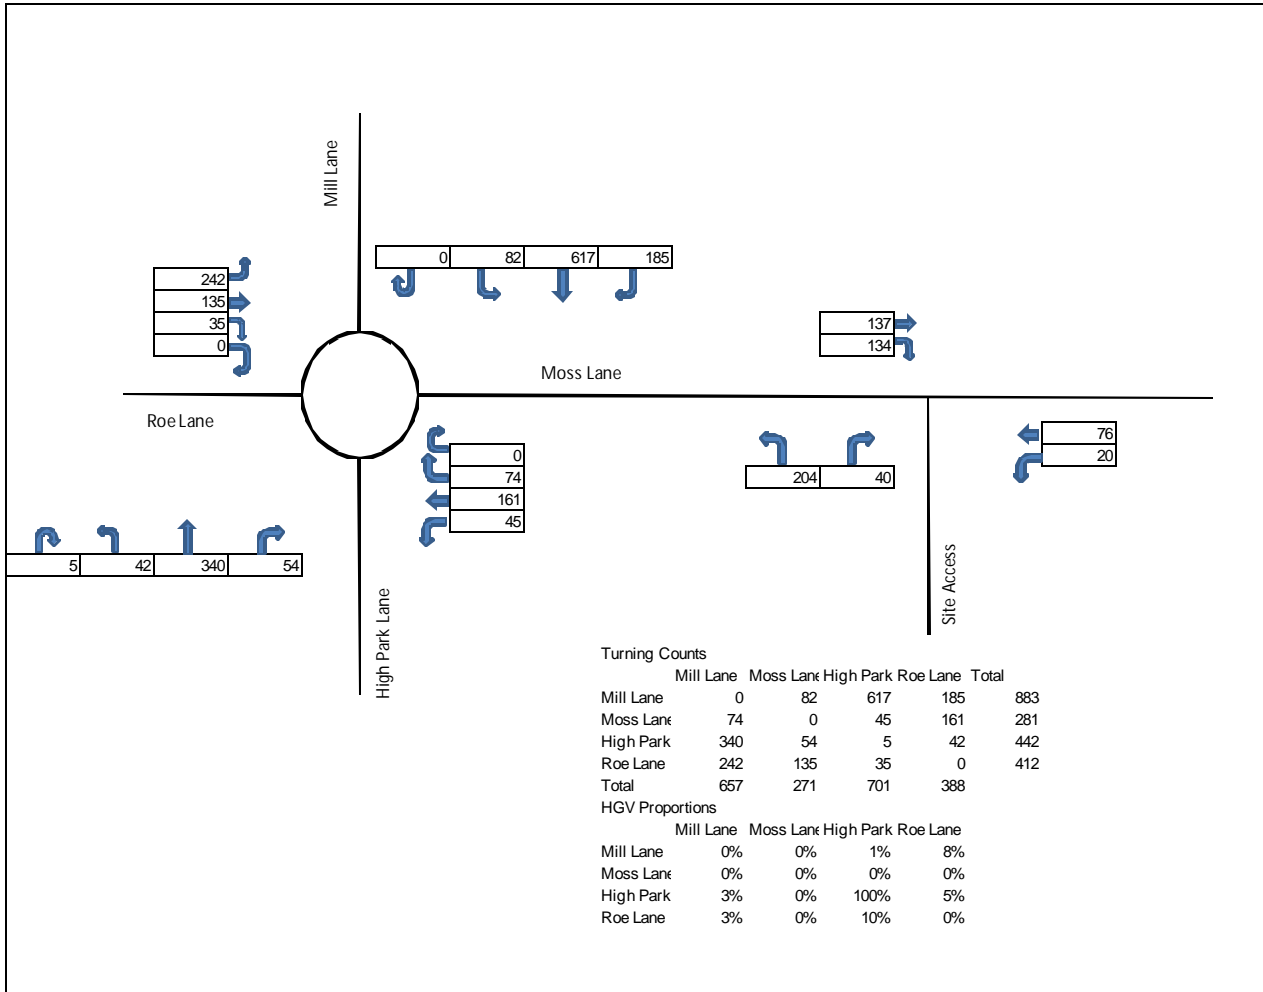 Mill Lane
0 82 617 185
242
135
35
0
137
134
Moss Lane
Roe Lane
76
20
0
74
161
45
204 40
5 42 340 54
High Park Lane
Site Access
Turning Counts
Mill Lane Moss Lane High Park Roe Lane Total
Mill Lane 0 82 617 185 883
Moss Lane 74 0 45 161 281
High Park 340 54 5 42 442
Roe Lane 242 135 35 0 412
Total 657 271 701 388
HGV Proportions
Mill Lane Moss Lane High Park Roe Lane
Mill Lane 0% 0% 1% 8%
Moss Lane 0% 0% 0% 0%
High Park 3% 0% 100% 5%
Roe Lane 3% 0% 10% 0%